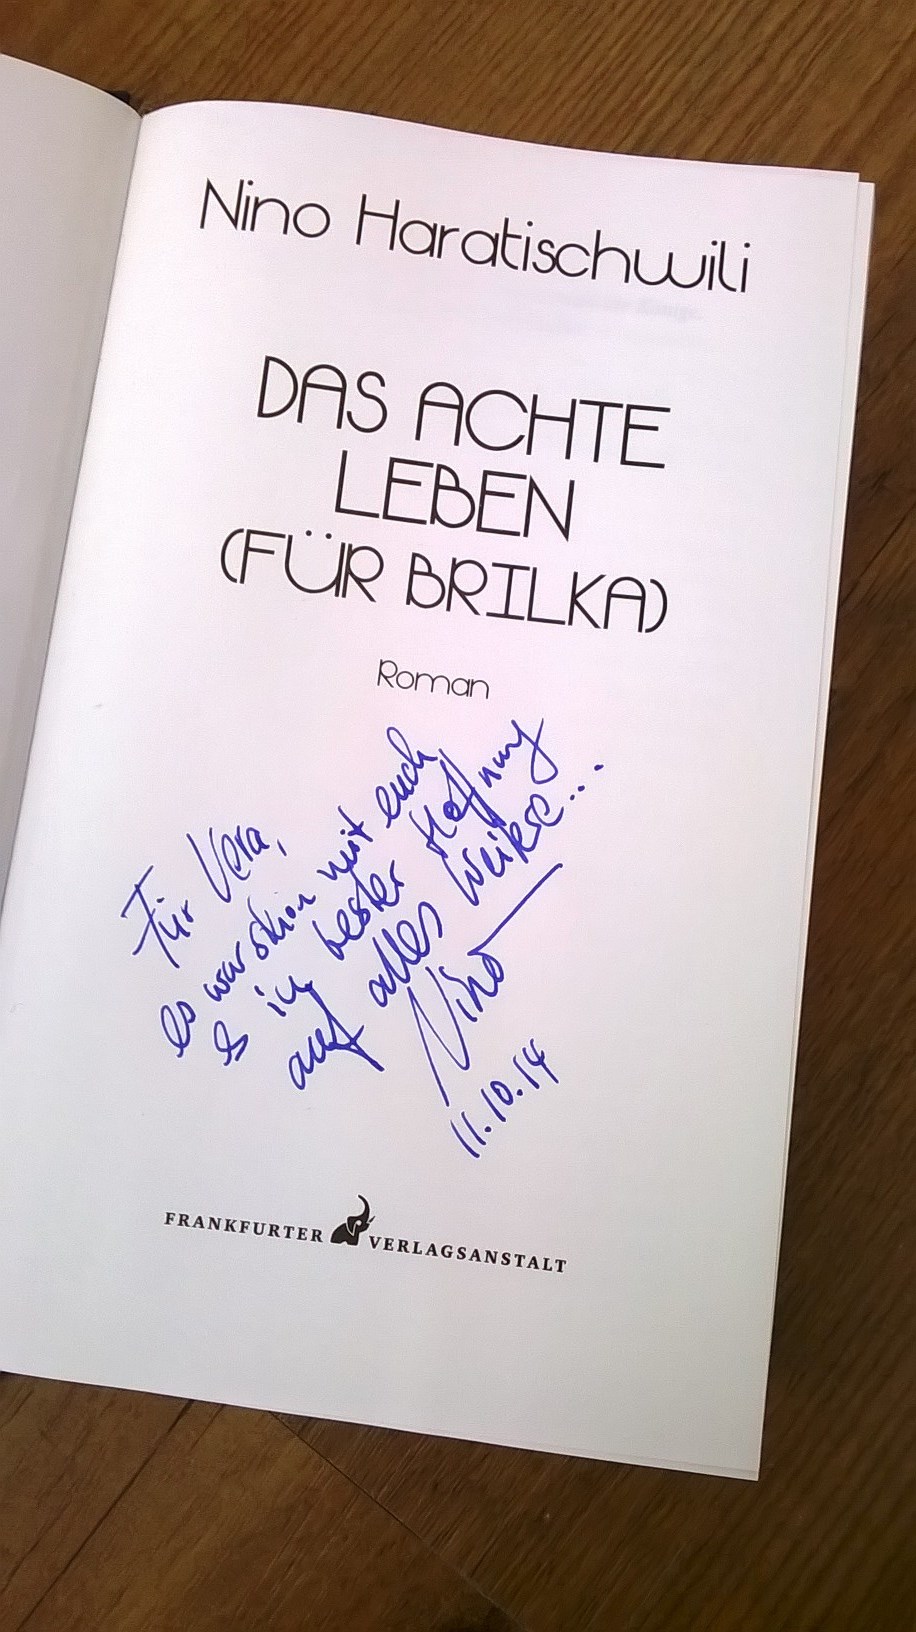 Nino Haratischwili
DAS ACHTE
LEBEN
(FÜR BRILKA)
Roman
Für Vera,
es war schön mit euch
& in bester Hoffnung
auf alles Weitere...
Nino
11.10.14
FRANKFURTER VERLAGSANSTALT